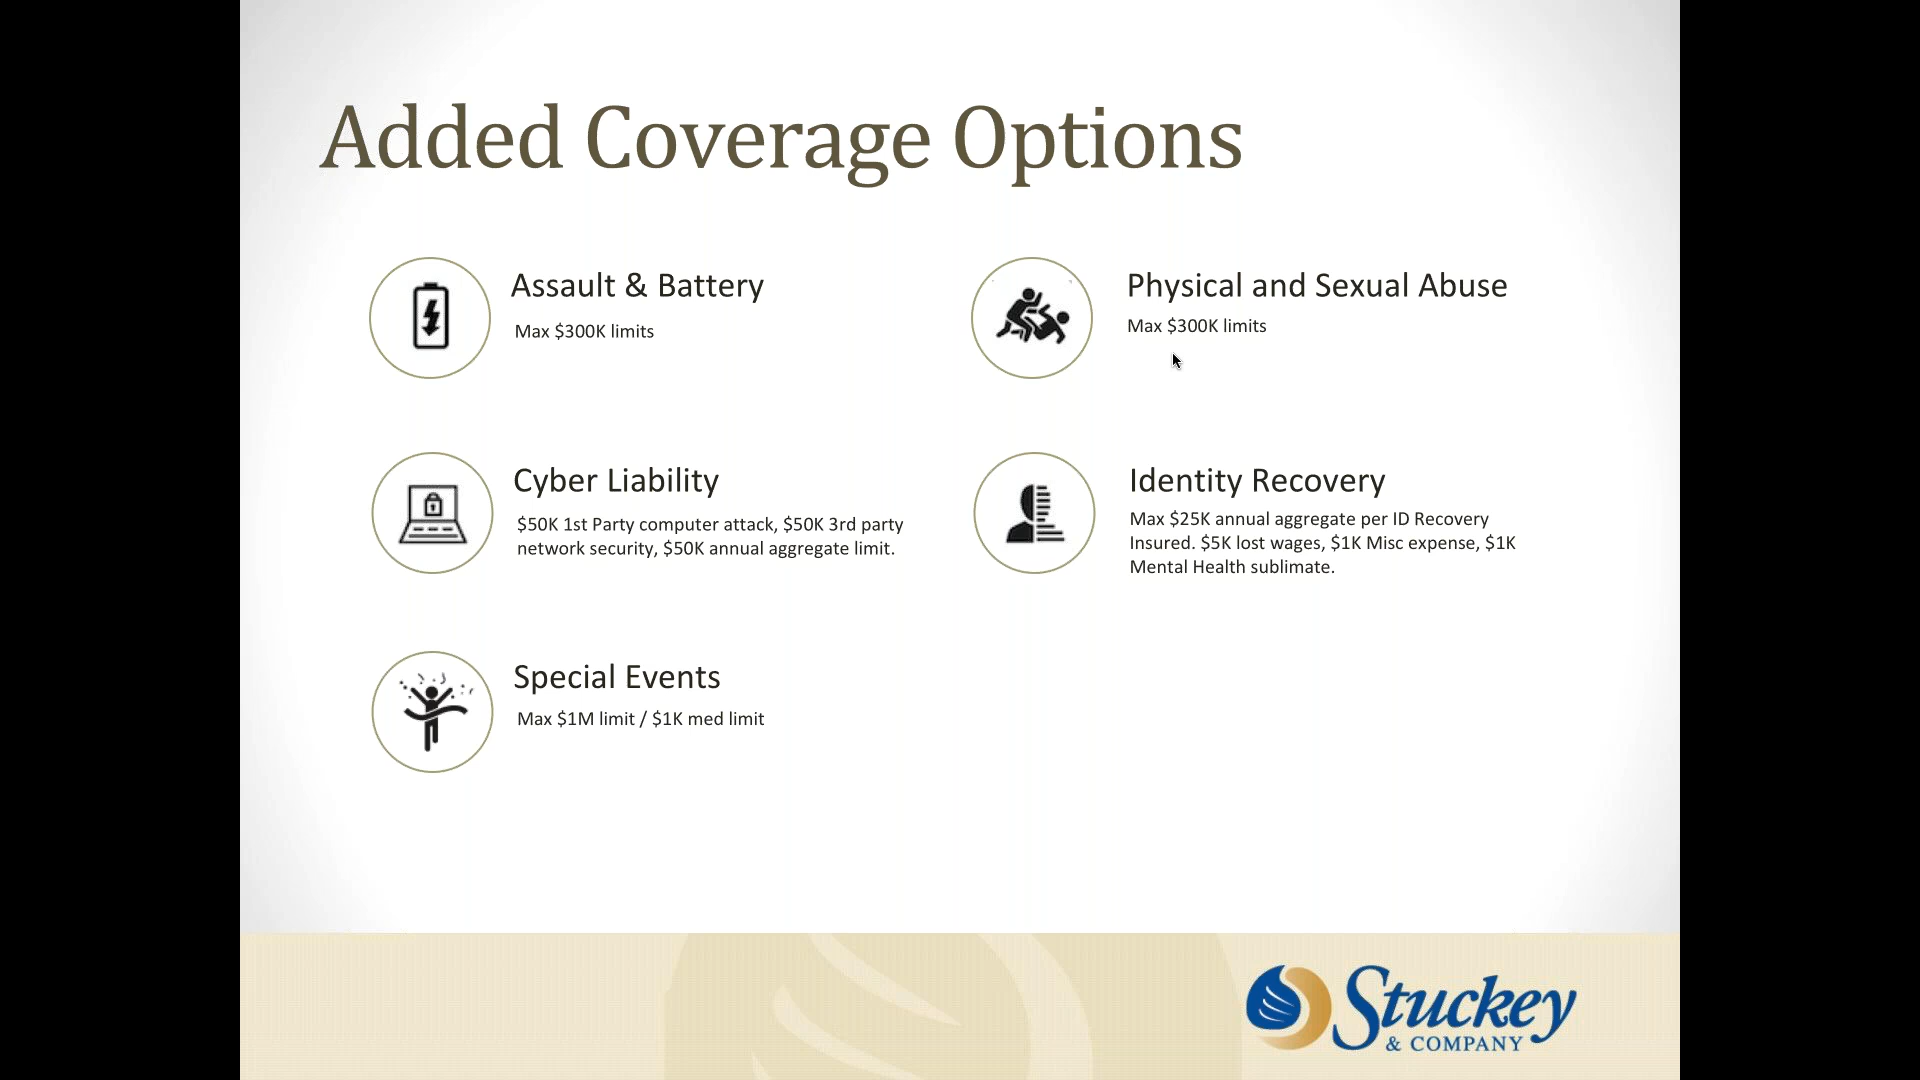 Added Coverage Options
Assault & Battery
Max $300K limits
Physical and Sexual Abuse
Max $300K limits
Cyber Liability
$50K 1st Party computer attack, $50K 3rd party
network security, $50K annual aggregate limit.
Identity Recovery
Max $25K annual aggregate per ID Recovery
Insured. $5K lost wages, $1K Misc expense, $1K
Mental Health sublimate.
Special Events
Max $1M limit / $1K med limit
Stuckey
& COMPANY